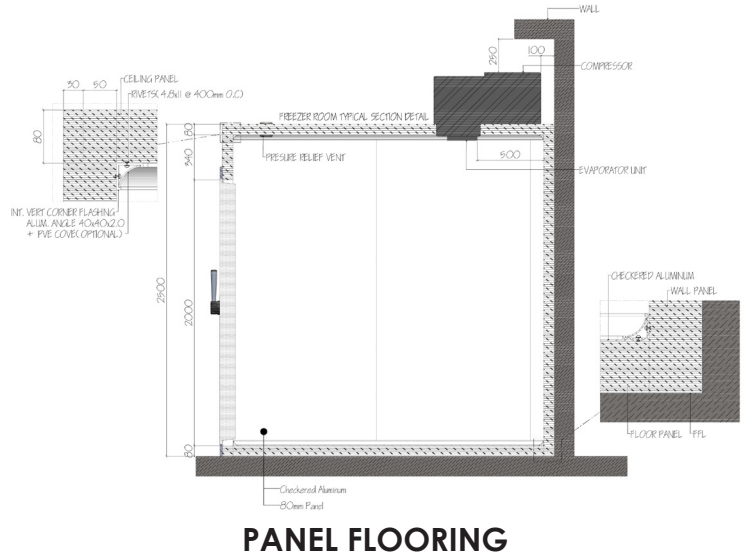 WALL
250
100
COMPRESSOR
30
50
CEILING PANEL
RIVETS( 4.8x11 @ 400mm O.C)
80
FREEZER ROOM TYPICAL SECTION DETAIL
80
PRESURE RELIEF VENT
340
500
EVAPORATOR UNIT
INT. VERT CORNER FLASHING
ALUM. ANGLE 40x40x2.0
+ PVE COVE(OPTIONAL)
CHECKERED ALUMINUM
WALL PANEL
2500
2000
80
FLOOR PANEL
FFL
Checkered Aluminum
80mm Panel
PANEL FLOORING